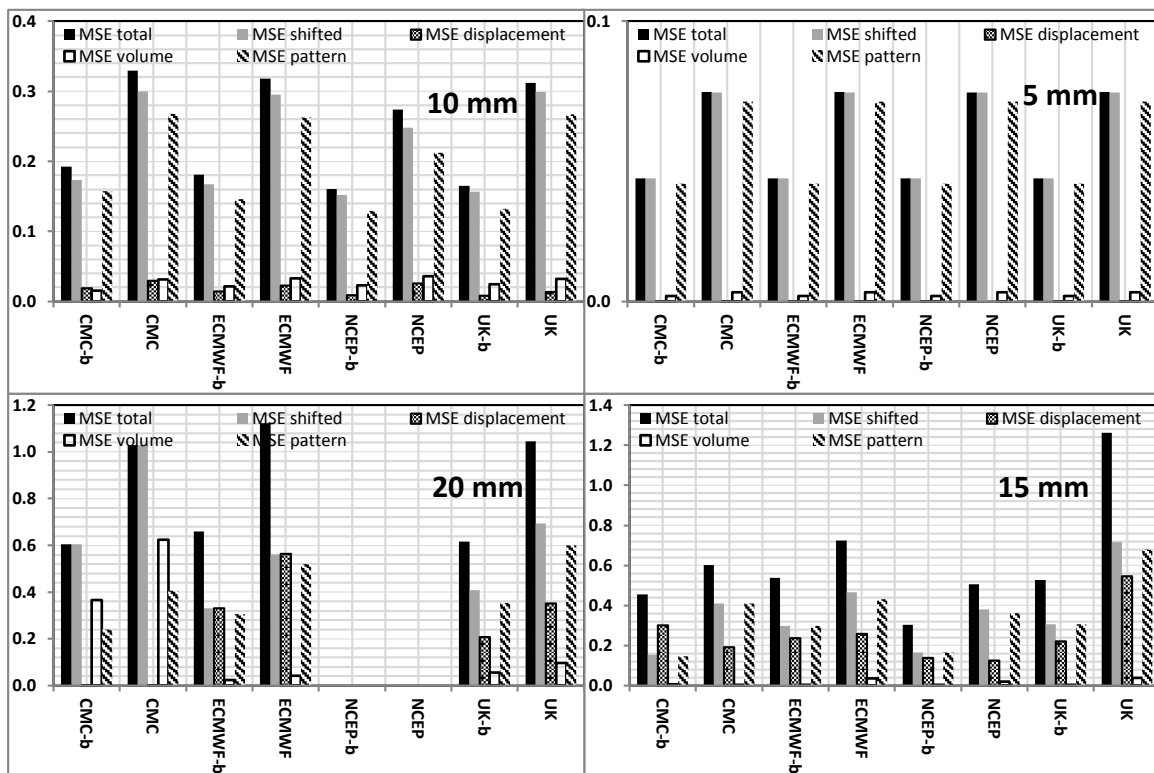 0.4
MSE total MSE shifted MSE displacement
MSE volume MSE pattern
0.3
10 mm
0.2
0.1
0.0
CMC-b CMC ECMWF-b ECMWF NCEP-b NCEP UK-b UK
0.1
MSE total MSE shifted MSE displacement
MSE volume MSE pattern
5 mm
0.0
CMC-b CMC ECMWF-b ECMWF NCEP-b NCEP UK-b UK
1.2
MSE total MSE shifted MSE displacement
MSE volume MSE pattern
1.0
20 mm
0.8
0.6
0.4
0.2
0.0
CMC-b CMC ECMWF-b ECMWF NCEP-b NCEP UK-b UK
1.4
MSE total MSE shifted MSE displacement
MSE volume MSE pattern
1.2
15 mm
1.0
0.8
0.6
0.4
0.2
0.0
CMC-b CMC ECMWF-b ECMWF NCEP-b NCEP UK-b UK